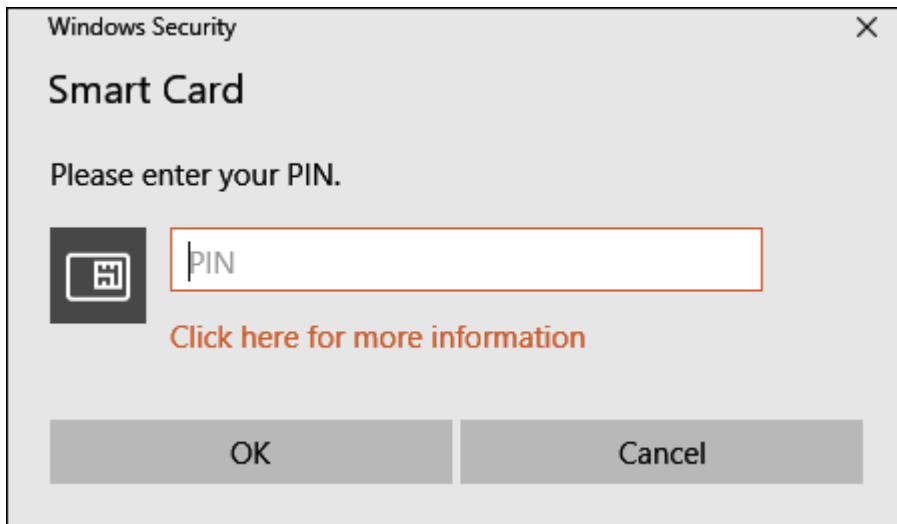 Windows Security
Smart Card
Please enter your PIN.
PIN
Click here for more information
OK
Cancel